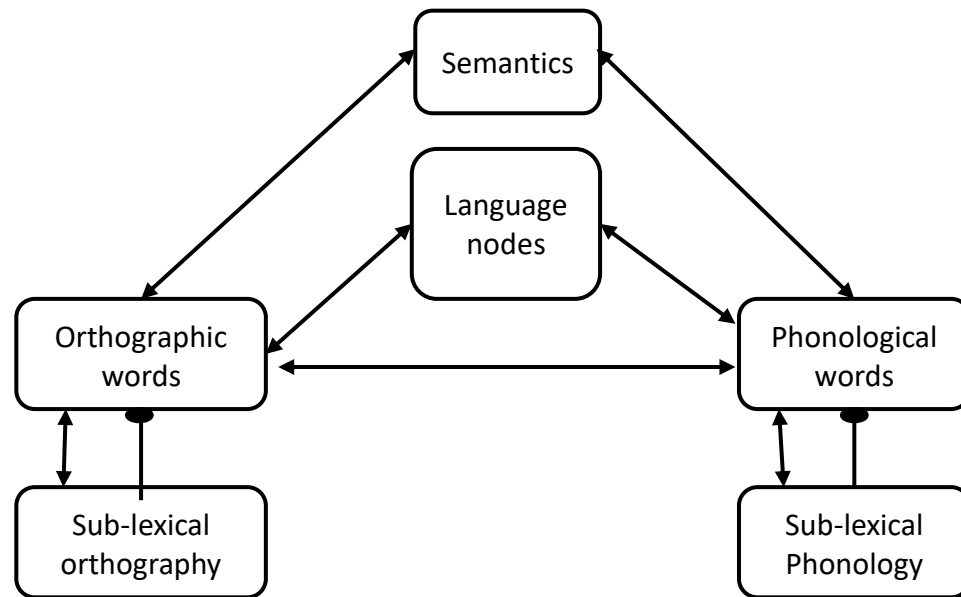 Semantics
Language
nodes
Orthographic
words
Phonological
words
Sub-lexical
orthography
Sub-lexical
Phonology